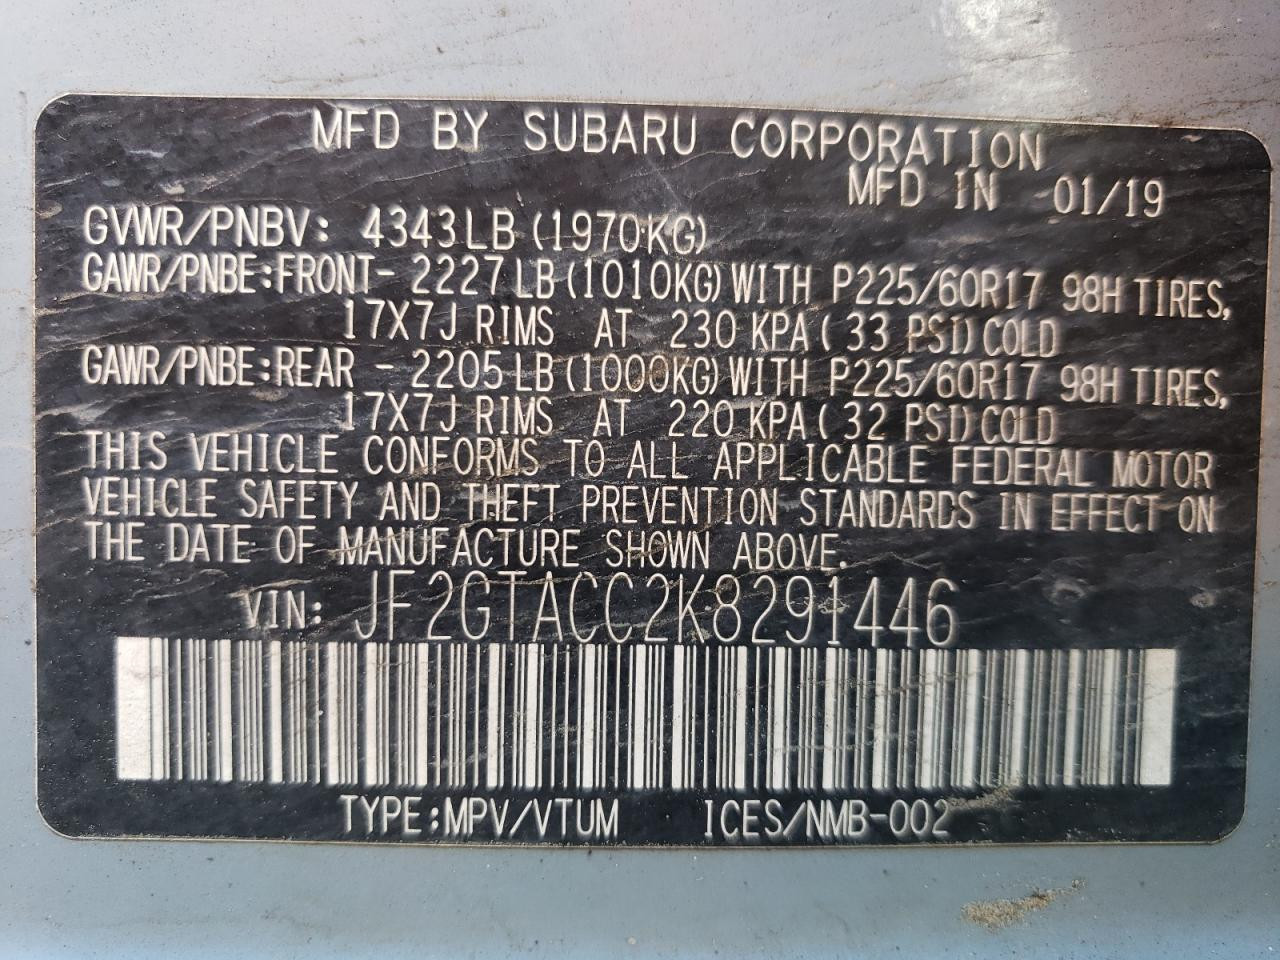 MFD BY SUBARU CORPORATION
MFD IN 01/19
GVWR/PNBV: 4343LB (1970KG)
GAWR/PNBE:FRONT- 2227LB(1010KG)WITH P225/60R17 98H TIRES,
17X7J RIMS AT 230 KPA( 33 PSI)COLD
GAWR/PNBE:REAR - 2205LB(1000KG)WITH P225/60R17 98H TIRES,
17X7J RIMS AT 220 KPA( 32 PSI)COLD
THIS VEHICLE CONFORMS TO ALL APPLICABLE FEDERAL MOTOR
VEHICLE SAFETY AND THEFT PREVENTION STANDARDS IN EFFECT ON
THE DATE OF MANUFACTURE SHOWN ABOVE.
VIN: JF2GTACC2K8291446
TYPE:MPV/VTUM ICES/NMB-002